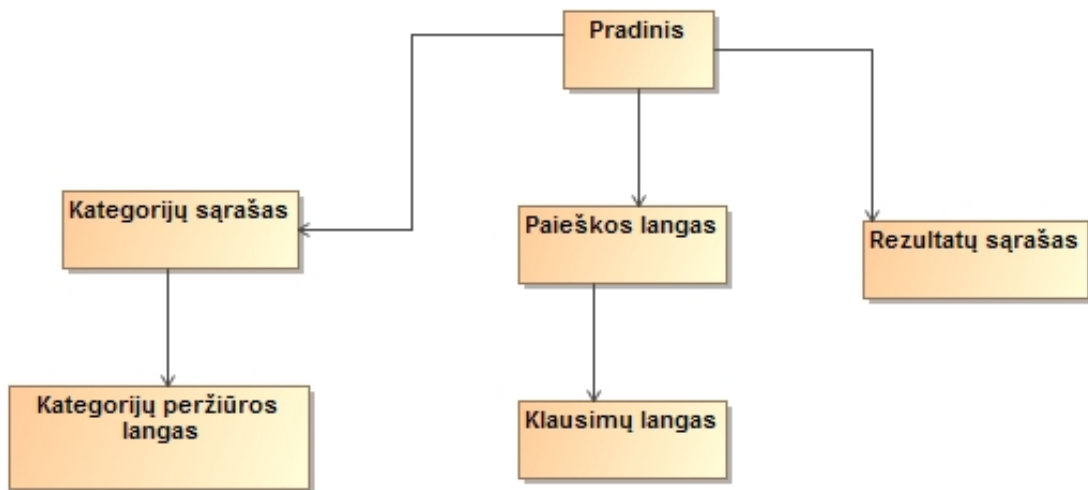 Pradinis
Kategorijų sąrašas
Paieškos langas
Rezultatų sąrašas
Kategorijų peržiūros
langas
Klausimų langas